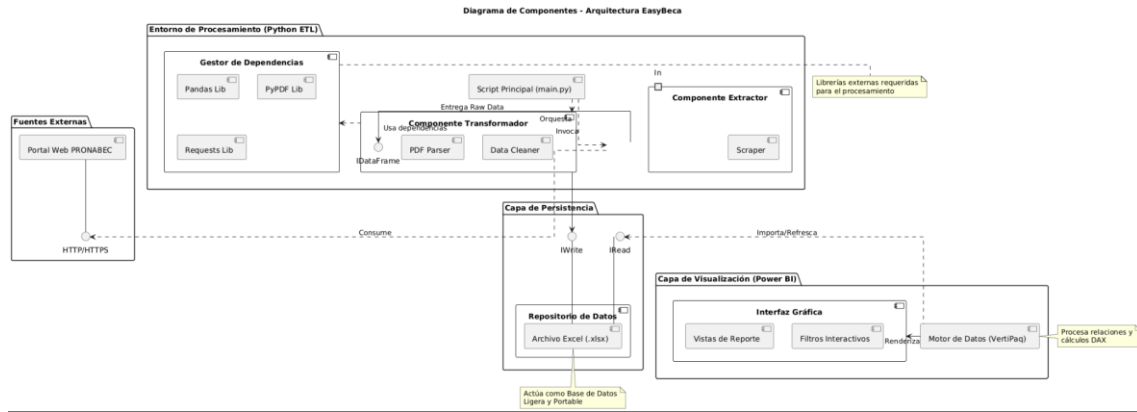 Diagrama de Componentes - Arquitectura EasyBeca
Entorno de Procesamiento (Python ETL)
Gestor de Dependencias
Pandas Lib
PyPDF Lib
Requests Lib
Script Principal (main.py)
In
Componente Extractor
Scraper
Librerías externas requeridas
para el procesamiento
Entrega Raw Data
Orquesta
Componente Transformador
Usa dependencias
Invoca
IDataFrame
PDF Parser
Data Cleaner
Fuentes Externas
Portal Web PRONABEC
HTTP/HTTPS
Consume
Capa de Persistencia
IWrite
IRead
Importa/Refresca
Repositorio de Datos
Archivo Excel (.xlsx)
Actúa como Base de Datos
Ligera y Portable
Capa de Visualización (Power BI)
Interfaz Gráfica
Vistas de Reporte
Filtros Interactivos
Renderiza
Motor de Datos (VertiPaq)
Procesa relaciones y
cálculos DAX